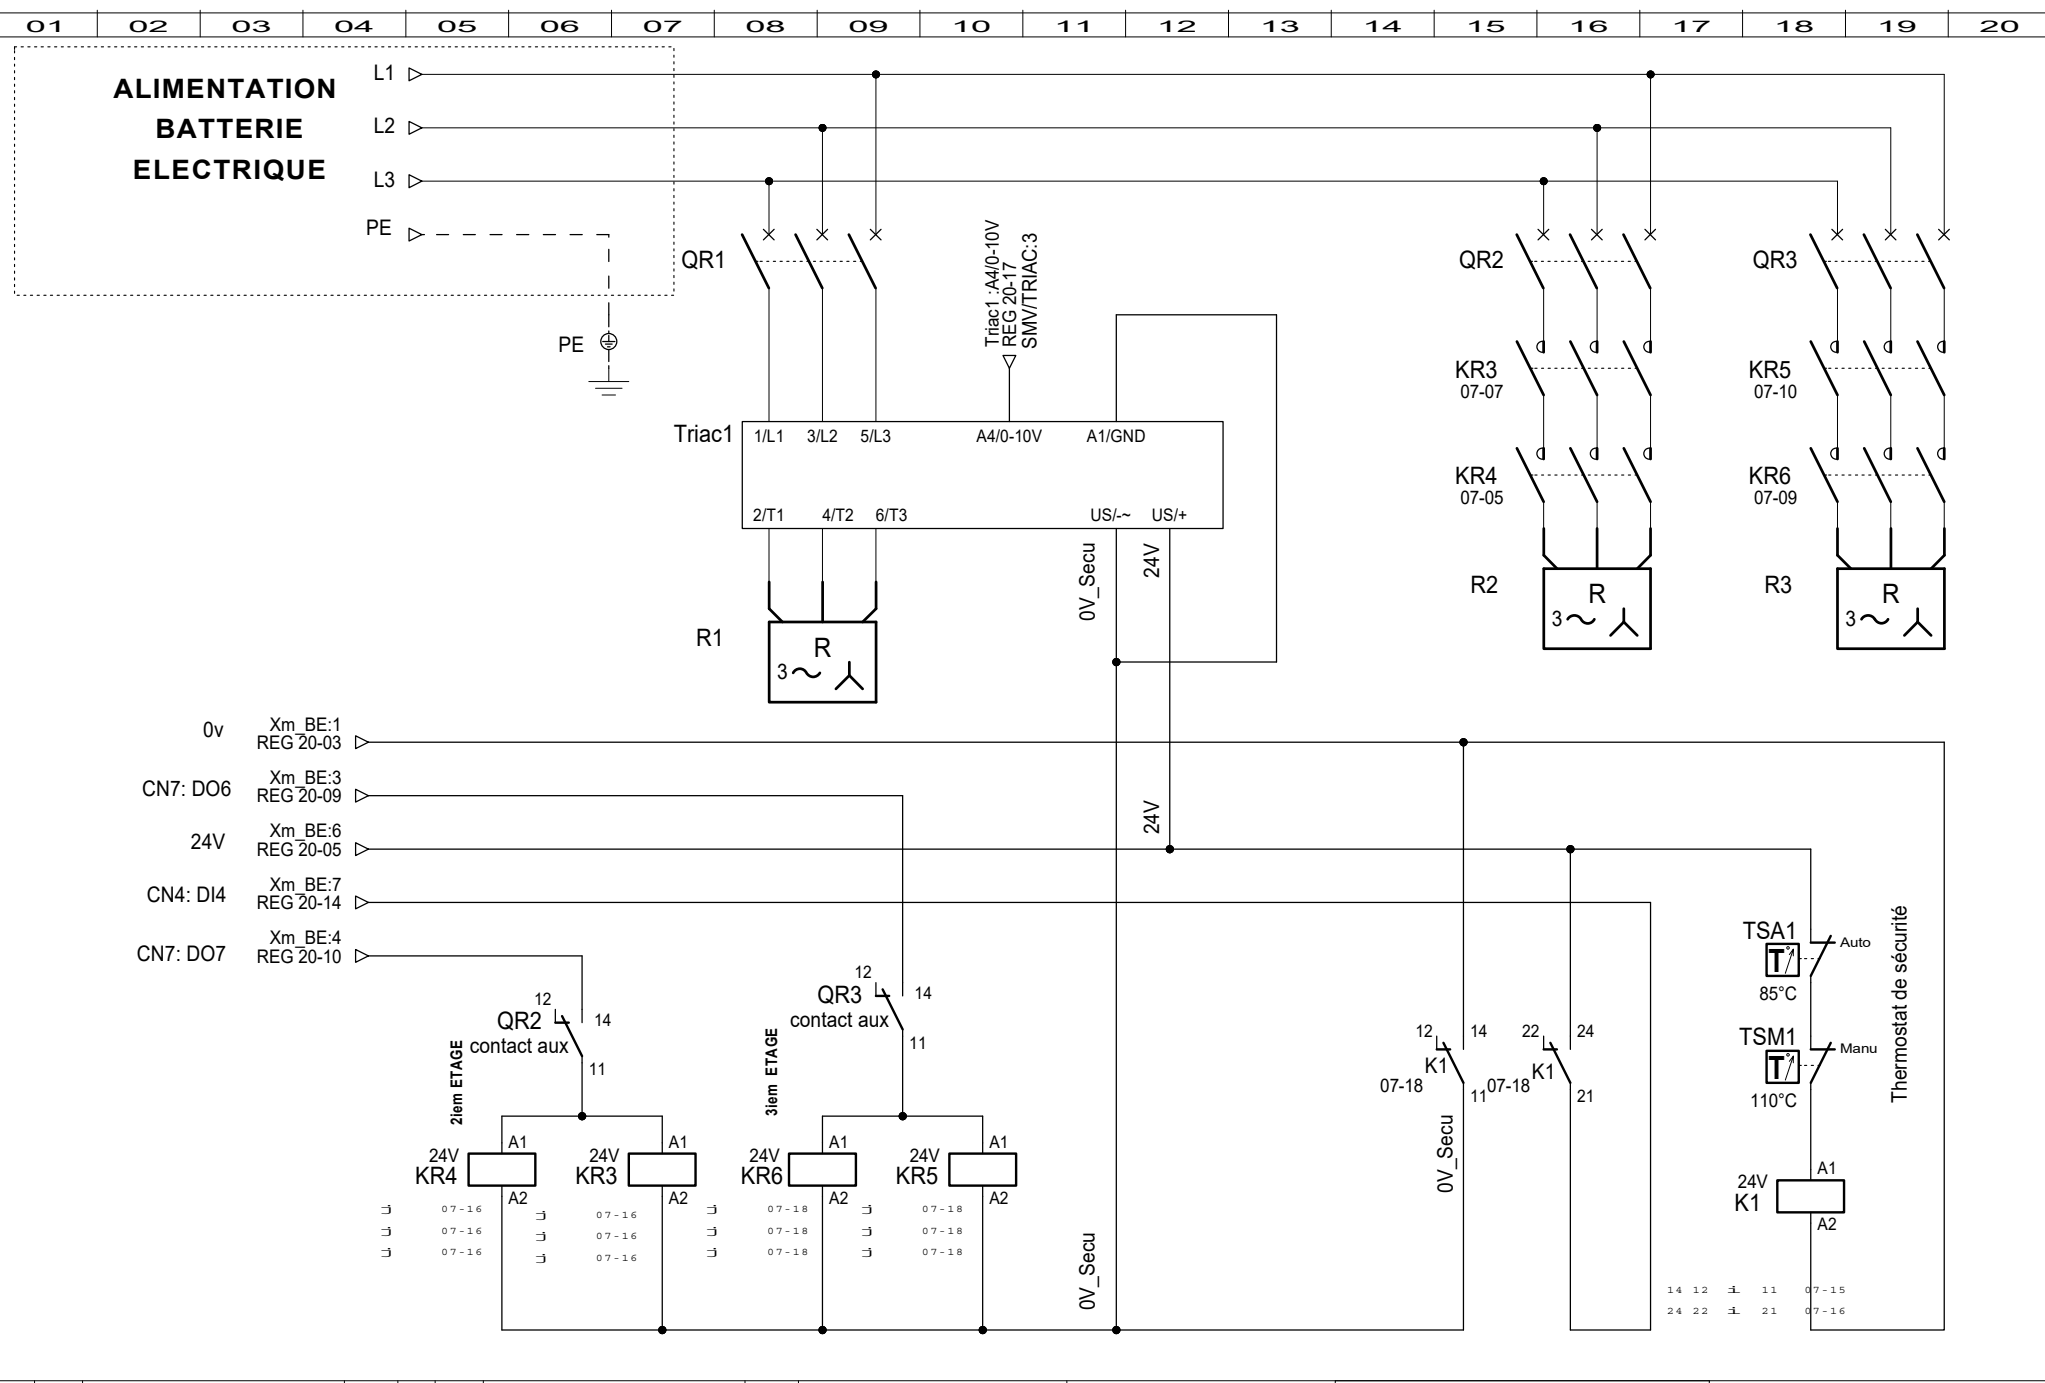 01 02 03 04 05 06 07 08 09 10 11 12 13 14 15 16 17 18 19 20
ALIMENTATION
BATTERIE
ELECTRIQUE
L1
L2
L3
PE
PE
QR1
Triac1 :A4/0-10V
REG 20-17
SMV/TRIAC:3
QR2
QR3
KR3
07-07
KR5
07-10
KR4
07-05
KR6
07-09
Triac1
1/L1 3/L2 5/L3 A4/0-10V A1/GND
2/T1 4/T2 6/T3 US/-~ US/+
0V_Secu
24V
R1
R
3
R2
R
3
R3
R
3
0v
Xm_BE:1
REG 20-03
CN7: DO6
Xm_BE:3
REG 20-09
24V
Xm_BE:6
REG 20-05
CN4: DI4
Xm_BE:7
REG 20-14
CN7: DO7
Xm_BE:4
REG 20-10
24V
12
QR2
14
contact aux
11
2iem ETAGE
12
QR3
14
contact aux
11
3iem ETAGE
12 14
K1
07-18
11
0V_Secu
22 24
K1
07-18
21
TSA1
Auto
T°
85°C
TSM1
Manu
T°
110°C
Thermostat de sécurité
24V
KR4
A1
A2
24V
KR3
A1
A2
24V
KR6
A1
A2
24V
KR5
A1
A2
24V
K1
A1
A2
07-16
07-16
07-16
07-16
07-16
07-16
07-18
07-18
07-18
07-18
07-18
07-18
0V_Secu
14 12 11 07-15
24 22 21 07-16